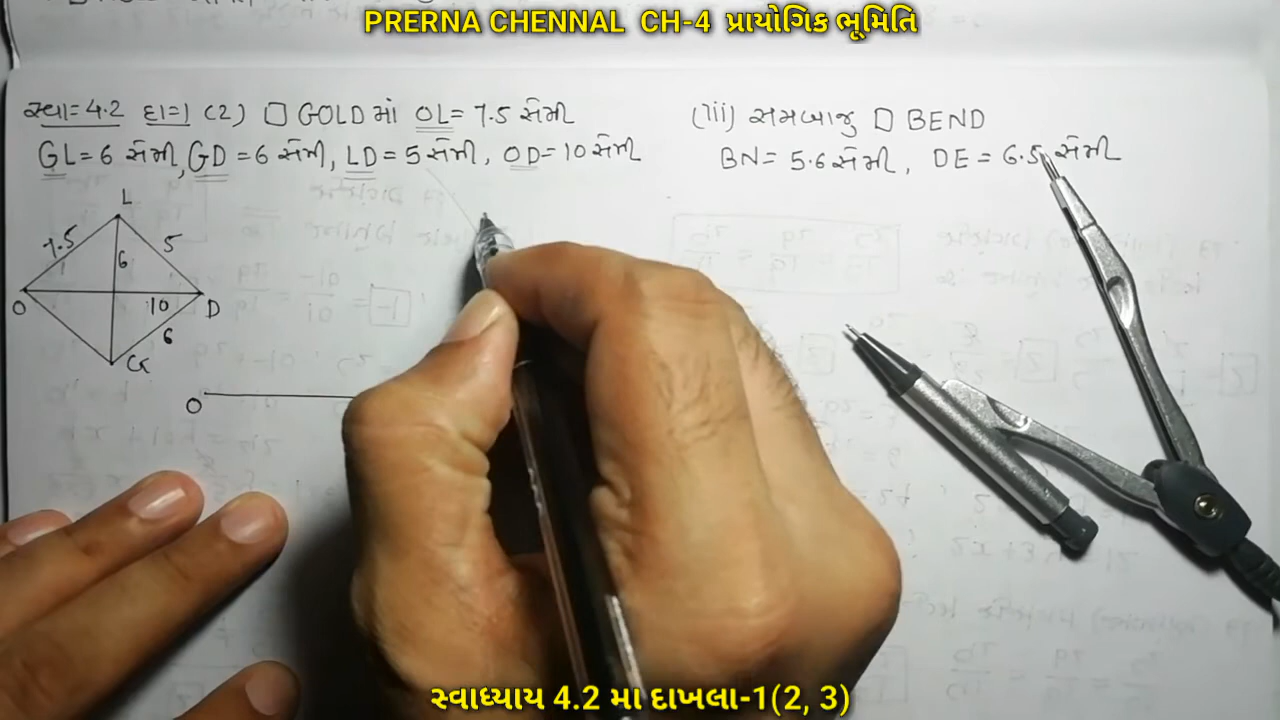 PRERNA CHENNAL CH-4 પ્રાયોગિક ભૂમિતિ
સ્વા=4.2 દા=1 (2) □ GOLD માં OL= 7.5 સેમી
GL= 6 સેમી, GD = 6 સેમી, LD= 5 સેમી, OD= 10 સેમી
(iii) સમબાજુ □ BEND
BN= 5.6 સેમી, DE = 6.5 સેમી
L
7.5 5
6
O 10 D
6
G
O
સ્વાધ્યાય 4.2 મા દાખલા-1(2, 3)